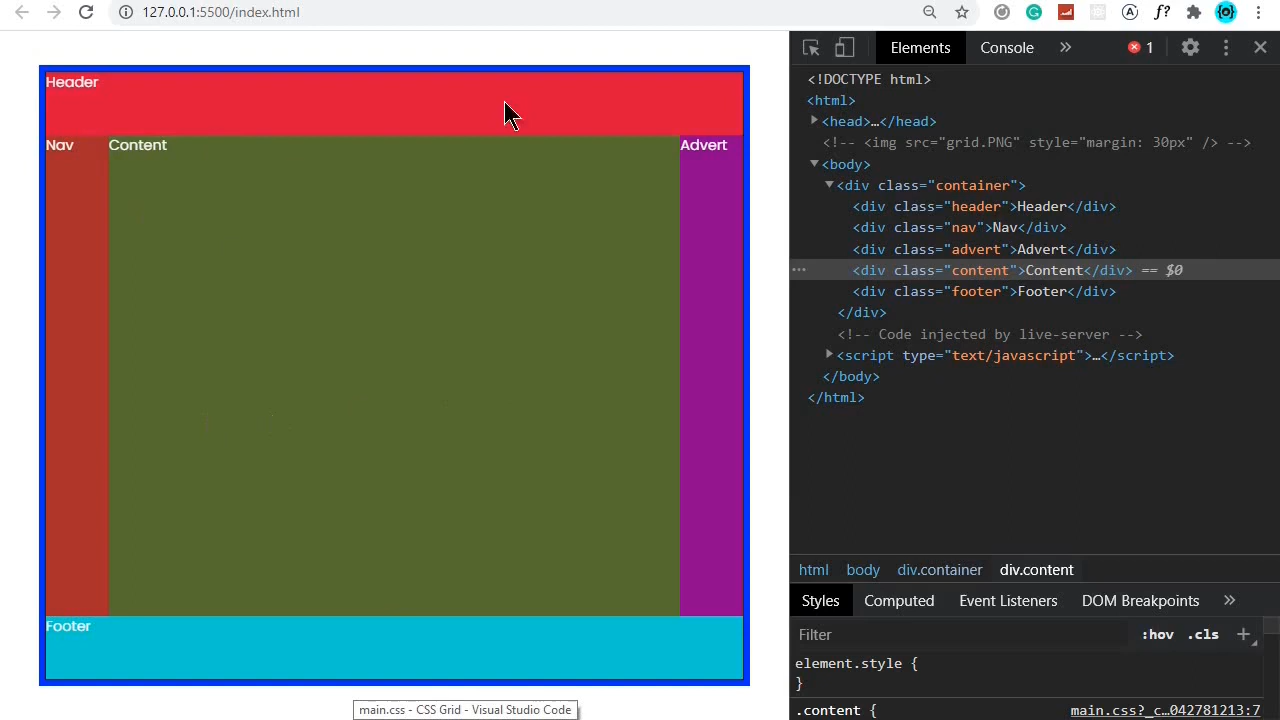 127.0.0.1:5500/index.html
Header
Nav
Content
Advert
Footer
main.css - CSS Grid - Visual Studio Code
Elements
Console
»
1
<!DOCTYPE html>
<html>
<head>…</head>
<!-- <img src="grid.PNG" style="margin: 30px" /> -->
<body>
<div class="container">
<div class="header">Header</div>
<div class="nav">Nav</div>
<div class="advert">Advert</div>
<div class="content">Content</div> == $0
<div class="footer">Footer</div>
</div>
<!-- Code injected by live-server -->
<script type="text/javascript">…</script>
</body>
</html>
html body div.container div.content
Styles Computed Event Listeners DOM Breakpoints »
Filter :hov .cls +
element.style {
}
.content { main.css?_c…042781213:7